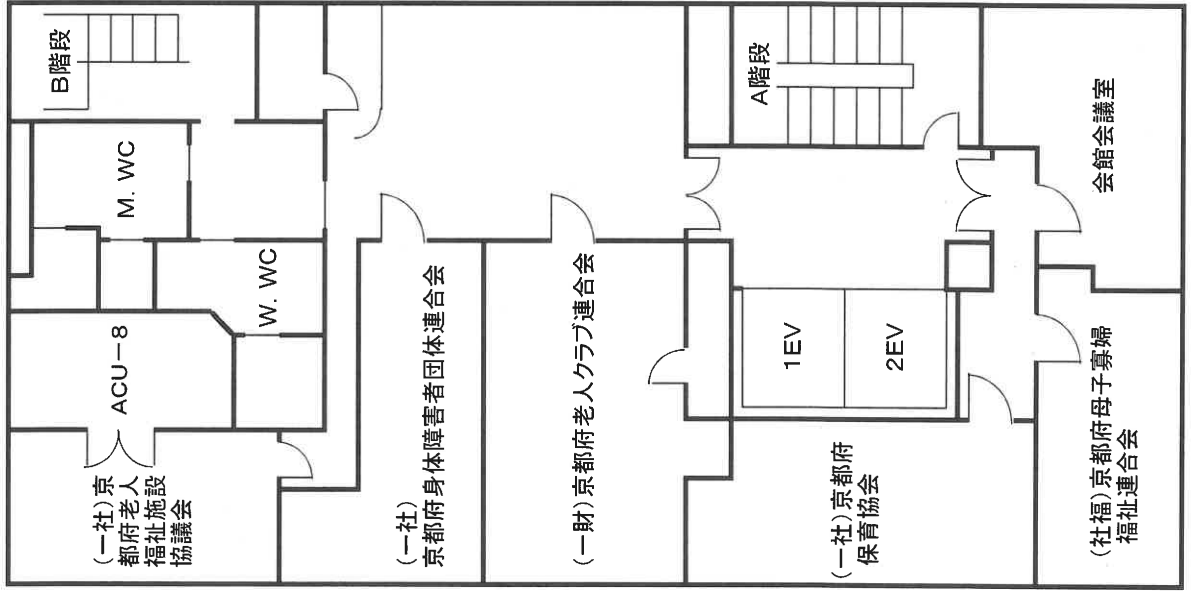 B階段
M. WC
W. WC
ACU－8
(一社)京
都府老人
福祉施設
協議会
(一社)
京都府身体障害者団体連合会
(一財)京都府老人クラブ連合会
A階段
1EV
2EV
(一社)京都府
保育協会
会館会議室
(社福)京都府母子寡婦
福祉連合会